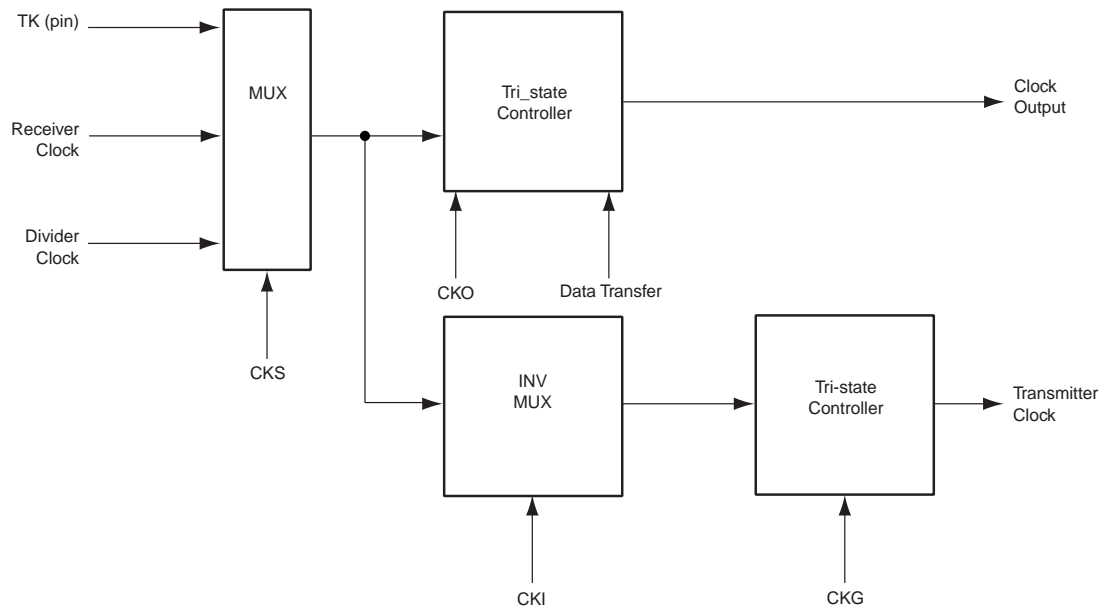 TK (pin)
MUX
Tri_state
Controller
Clock
Output
Receiver
Clock
Divider
Clock
CKO
Data Transfer
CKS
INV
MUX
Tri-state
Controller
Transmitter
Clock
CKI
CKG